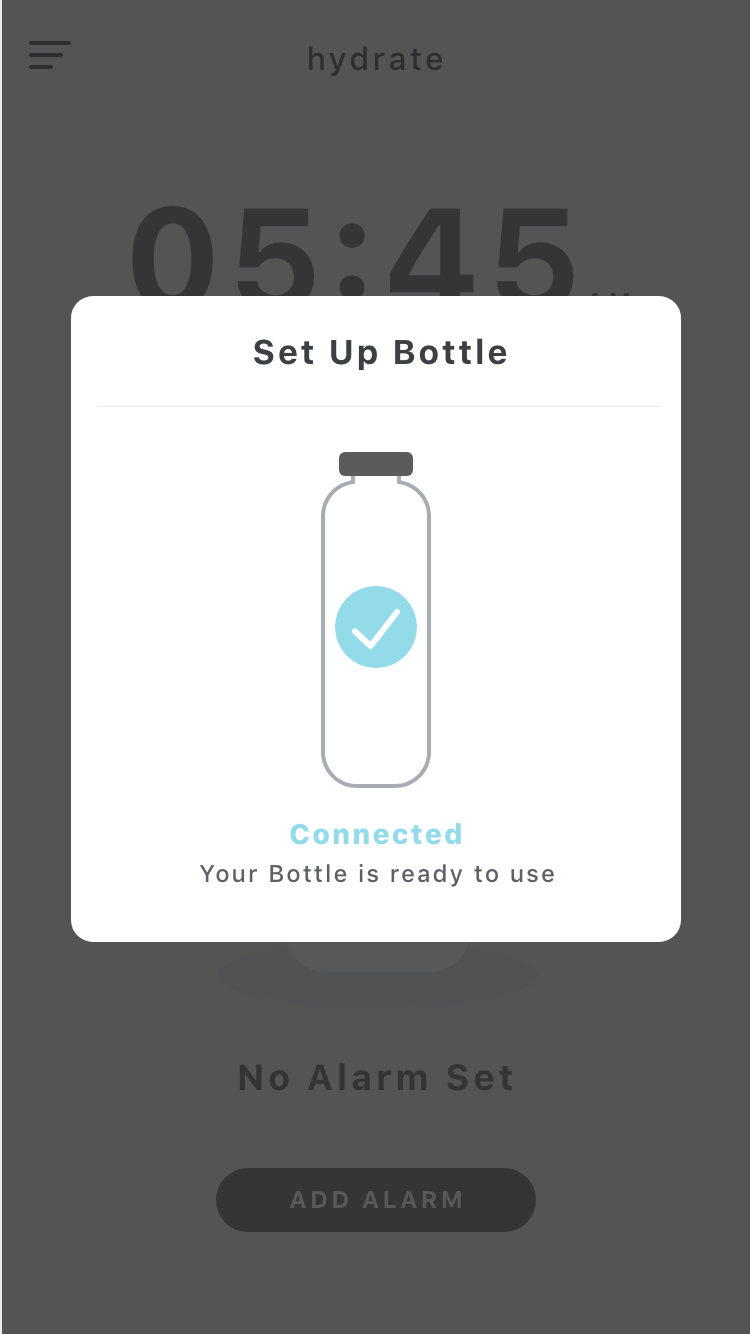 hydrate
05:45
Set Up Bottle
Connected
Your Bottle is ready to use
No Alarm Set
ADD ALARM